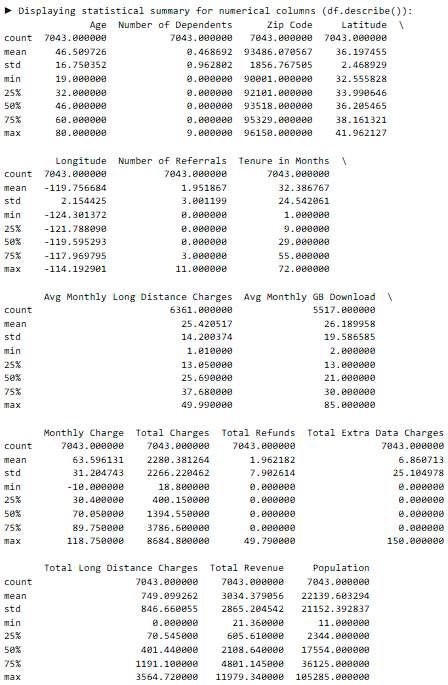 ► Displaying statistical summary for numerical columns (df.describe()):
Age Number of Dependents Zip Code Latitude \
count 7043.000000 7043.000000 7043.000000 7043.000000
mean 46.509726 0.468692 93486.070567 36.197455
std 16.750352 0.962802 1856.767505 2.468929
min 19.000000 0.000000 90001.000000 32.555828
25% 32.000000 0.000000 92101.000000 33.990646
50% 46.000000 0.000000 93518.000000 36.205465
75% 60.000000 0.000000 95329.000000 38.161321
max 80.000000 9.000000 96150.000000 41.962127
Longitude Number of Referrals Tenure in Months \
count 7043.000000 7043.000000 7043.000000
mean -119.756684 1.951867 32.386767
std 2.154425 3.001199 24.542061
min -124.301372 0.000000 1.000000
25% -121.788090 0.000000 9.000000
50% -119.595293 0.000000 29.000000
75% -117.969795 3.000000 55.000000
max -114.192901 11.000000 72.000000
Avg Monthly Long Distance Charges Avg Monthly GB Download \
count 6361.000000 5517.000000
mean 25.420517 26.189958
std 14.200374 19.586585
min 1.010000 2.000000
25% 13.050000 13.000000
50% 25.690000 21.000000
75% 37.680000 30.000000
max 49.990000 85.000000
Monthly Charge Total Charges Total Refunds Total Extra Data Charges
count 7043.000000 7043.000000 7043.000000 7043.000000
mean 63.596131 2280.381264 1.962182 6.860713
std 31.204743 2266.220462 7.902614 25.104978
min -10.000000 18.800000 0.000000 0.000000
25% 30.400000 400.150000 0.000000 0.000000
50% 70.050000 1394.550000 0.000000 0.000000
75% 89.750000 3786.600000 0.000000 0.000000
max 118.750000 8684.800000 49.790000 150.000000
Total Long Distance Charges Total Revenue Population
count 7043.000000 7043.000000 7043.000000
mean 749.099262 3034.379056 22139.603294
std 846.660055 2865.204542 21152.392837
min 0.000000 21.360000 11.000000
25% 70.545000 605.610000 2344.000000
50% 401.440000 2108.640000 17554.000000
75% 1191.100000 4801.145000 36125.000000
max 3564.720000 11979.340000 105285.000000